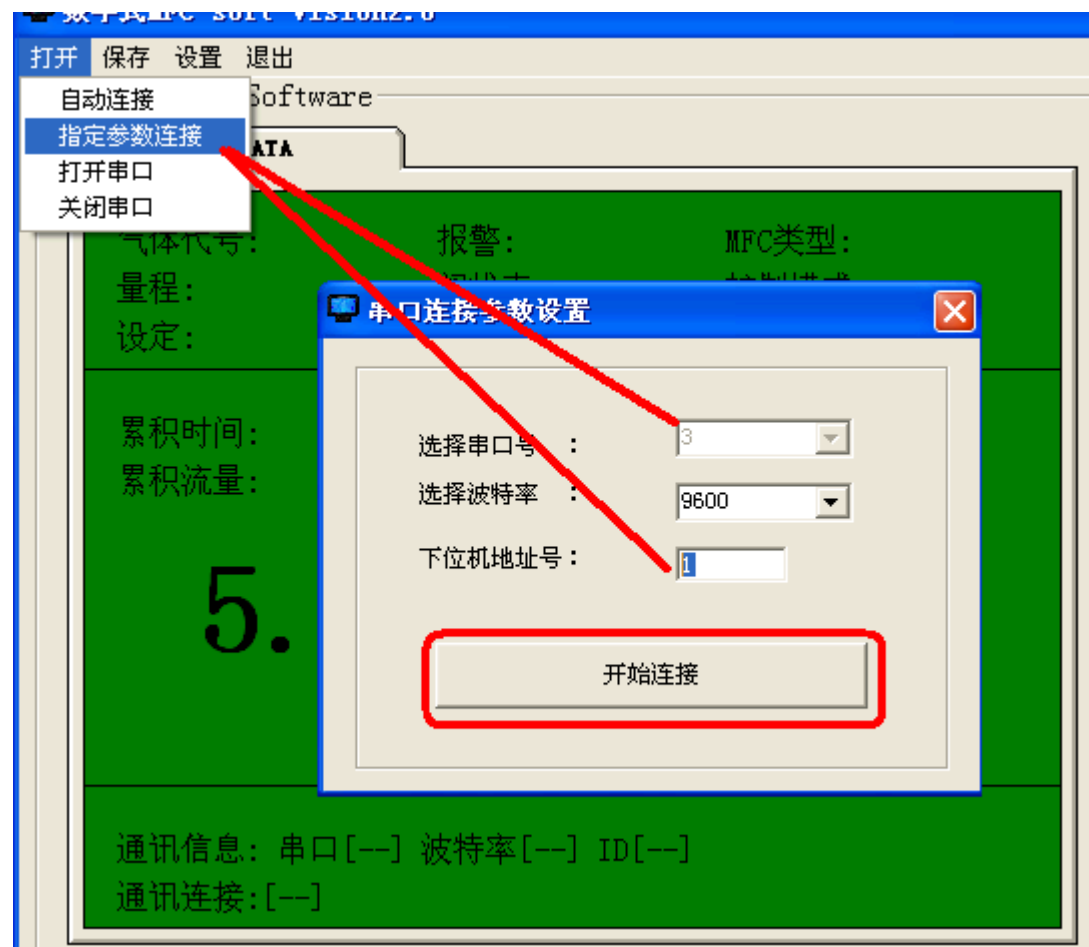 打开 保存 设置 退出
自动连接
Software
指定参数连接
ATA
打开串口
关闭串口
气体代号: 报警: MFC类型:
量程:
设定:
串口连接参数设置
选择串口号 : 3
选择波特率 : 9600
下位机地址号: 1
开始连接
累积时间:
累积流量:
5.
通讯信息: 串口[--] 波特率[--] ID[--]
通讯连接:[--]